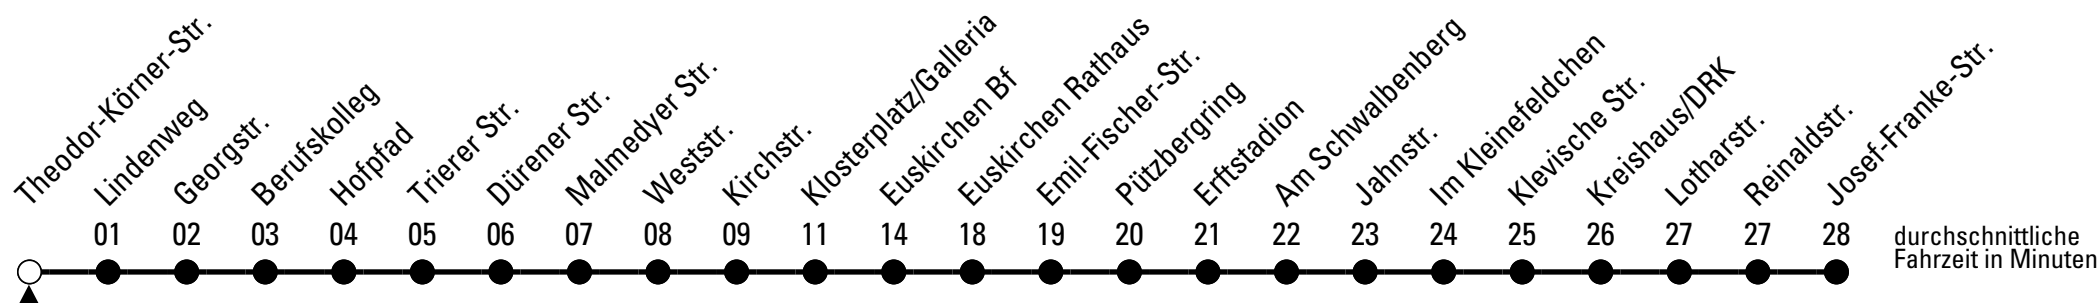 Theodor-Körner-Str.
Lindenweg
Georgstr.
Berufskolleg
Hofpfad
Trierer Str.
Dürener Str.
Malmedyer Str.
Weststr.
Kirchstr.
Klosterplatz/Galleria
Euskirchen Bf
Euskirchen Rathaus
Emil-Fischer-Str.
Pützbergring
Erftstadion
Am Schwalbenberg
Jahnstr.
Im Kleinefeldchen
Klevische Str.
Kreishaus/DRK
Lotharstr.
Reinaldstr.
Josef-Franke-Str.
01 02 03 04 05 06 07 08 09 11 14 18 19 20 21 22 23 24 25 26 27 27 28
durchschnittliche
Fahrzeit in Minuten